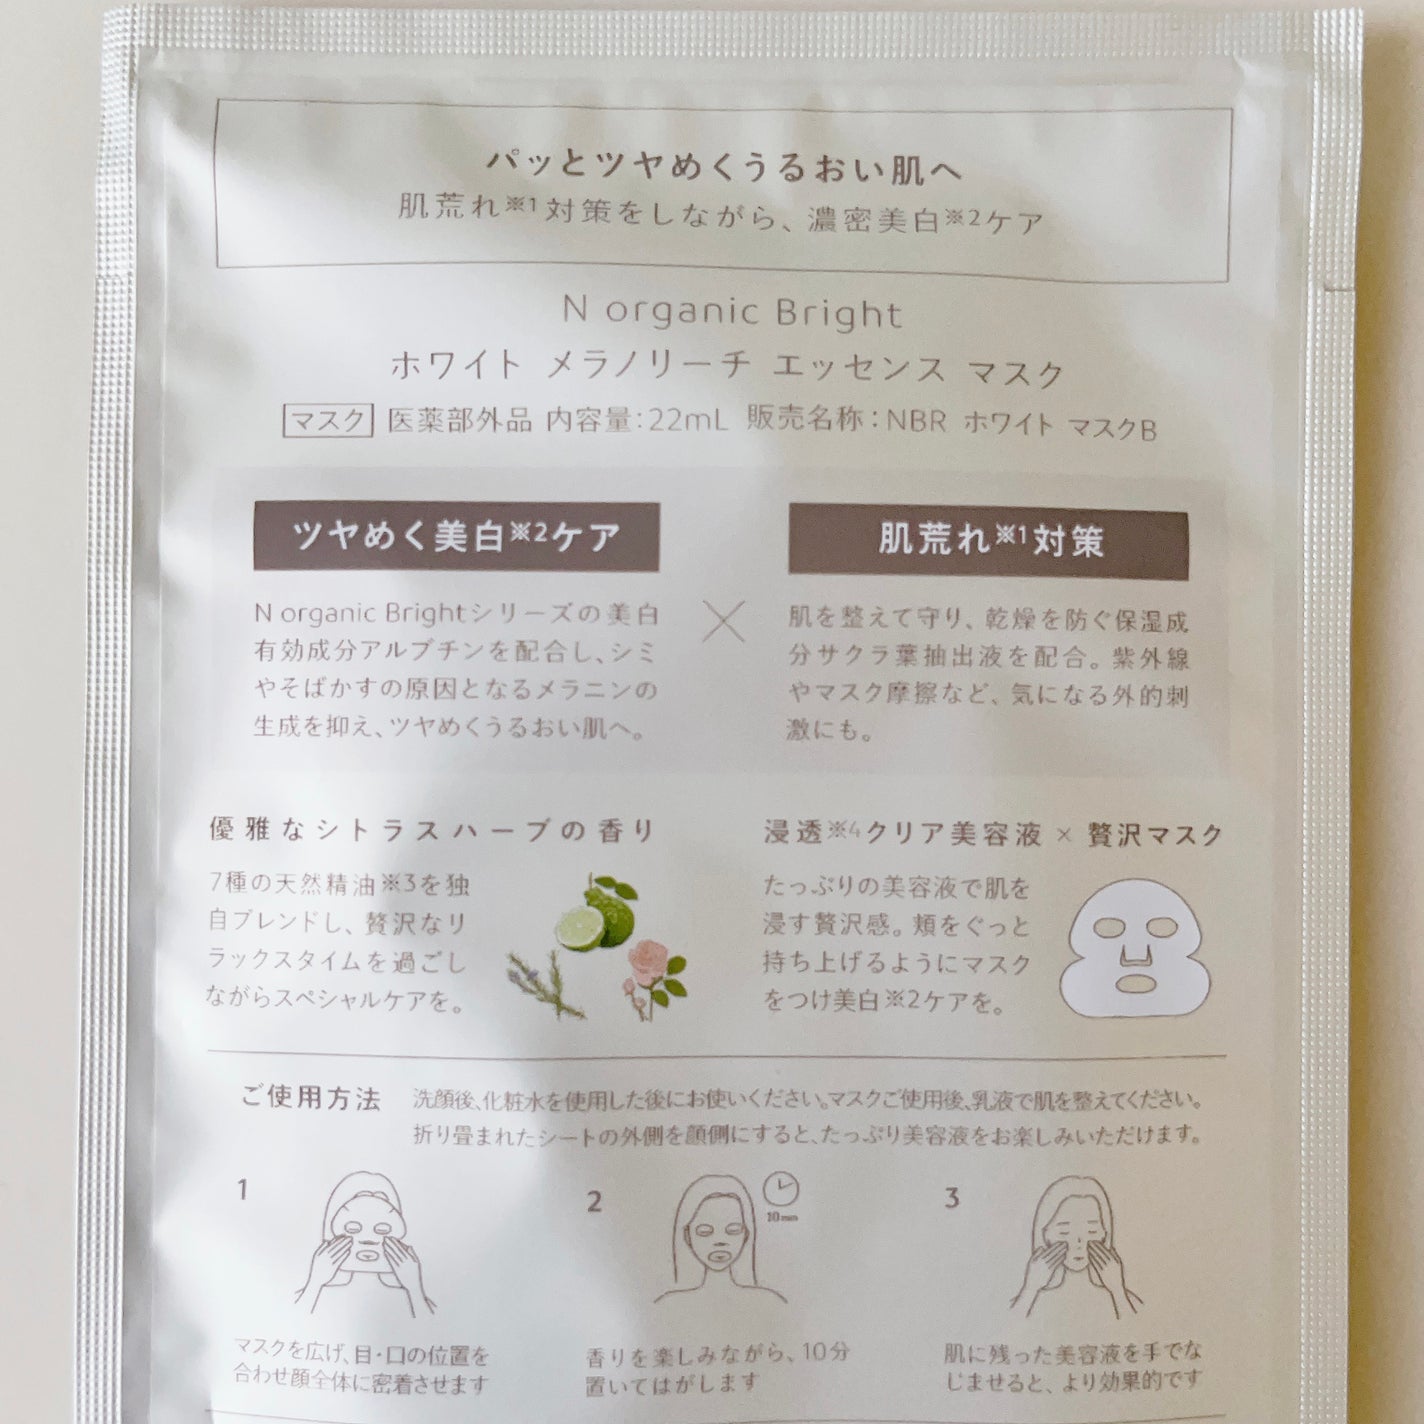 パッとツヤめくうるおい肌へ
肌荒れ※1対策をしながら、濃密美白※2ケア
N organic Bright
ホワイト メラノリーチ エッセンス マスク
マスク 医薬部外品 内容量:22mL 販売名称:NBR ホワイト マスクB
ツヤめく美白※2ケア
N organic Brightシリーズの美白
有効成分アルブチンを配合し、シミ
やそばかすの原因となるメラニンの
生成を抑え、ツヤめくうるおい肌へ。
×
肌荒れ※1対策
肌を整えて守り、乾燥を防ぐ保湿成
分サクラ葉抽出液を配合。紫外線
やマスク摩擦など、気になる外的刺
激にも。
優雅なシトラスハーブの香り
7種の天然精油※3を独
自ブレンドし、贅沢なリ
ラックスタイムを過ごし
ながらスペシャルケアを。
浸透※4クリア美容液 × 贅沢マスク
たっぷりの美容液で肌を
浸す贅沢感。頬をぐっと
持ち上げるようにマスク
をつけ美白※2ケアを。
ご使用方法
洗顔後、化粧水を使用した後にお使いください。マスクご使用後、乳液で肌を整えてください。
折り畳まれたシートの外側を顔側にすると、たっぷり美容液をお楽しみいただけます。
1
マスクを広げ、目・口の位置を
合わせ顔全体に密着させます
2
10min
香りを楽しみながら、10分
置いてはがします
3
肌に残った美容液を手でな
じませると、より効果的です